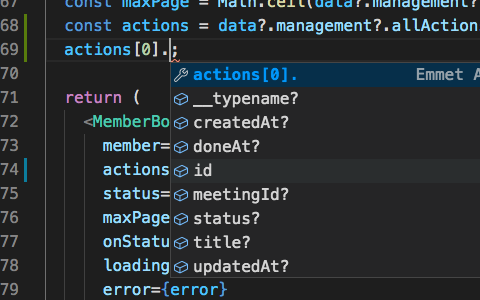 67 const maxPage = Math.ceil(data?.management?
68 const actions = data?.management?.allAction
69 actions[0].;
70 actions[0]. Emmet A
71 return ( __typename?
72 <MemberBo createdAt?
73 member= doneAt?
74 actions id
75 status= meetingId?
76 maxPage status?
77 onStatu title?
78 loading updatedAt?
79 error={error}